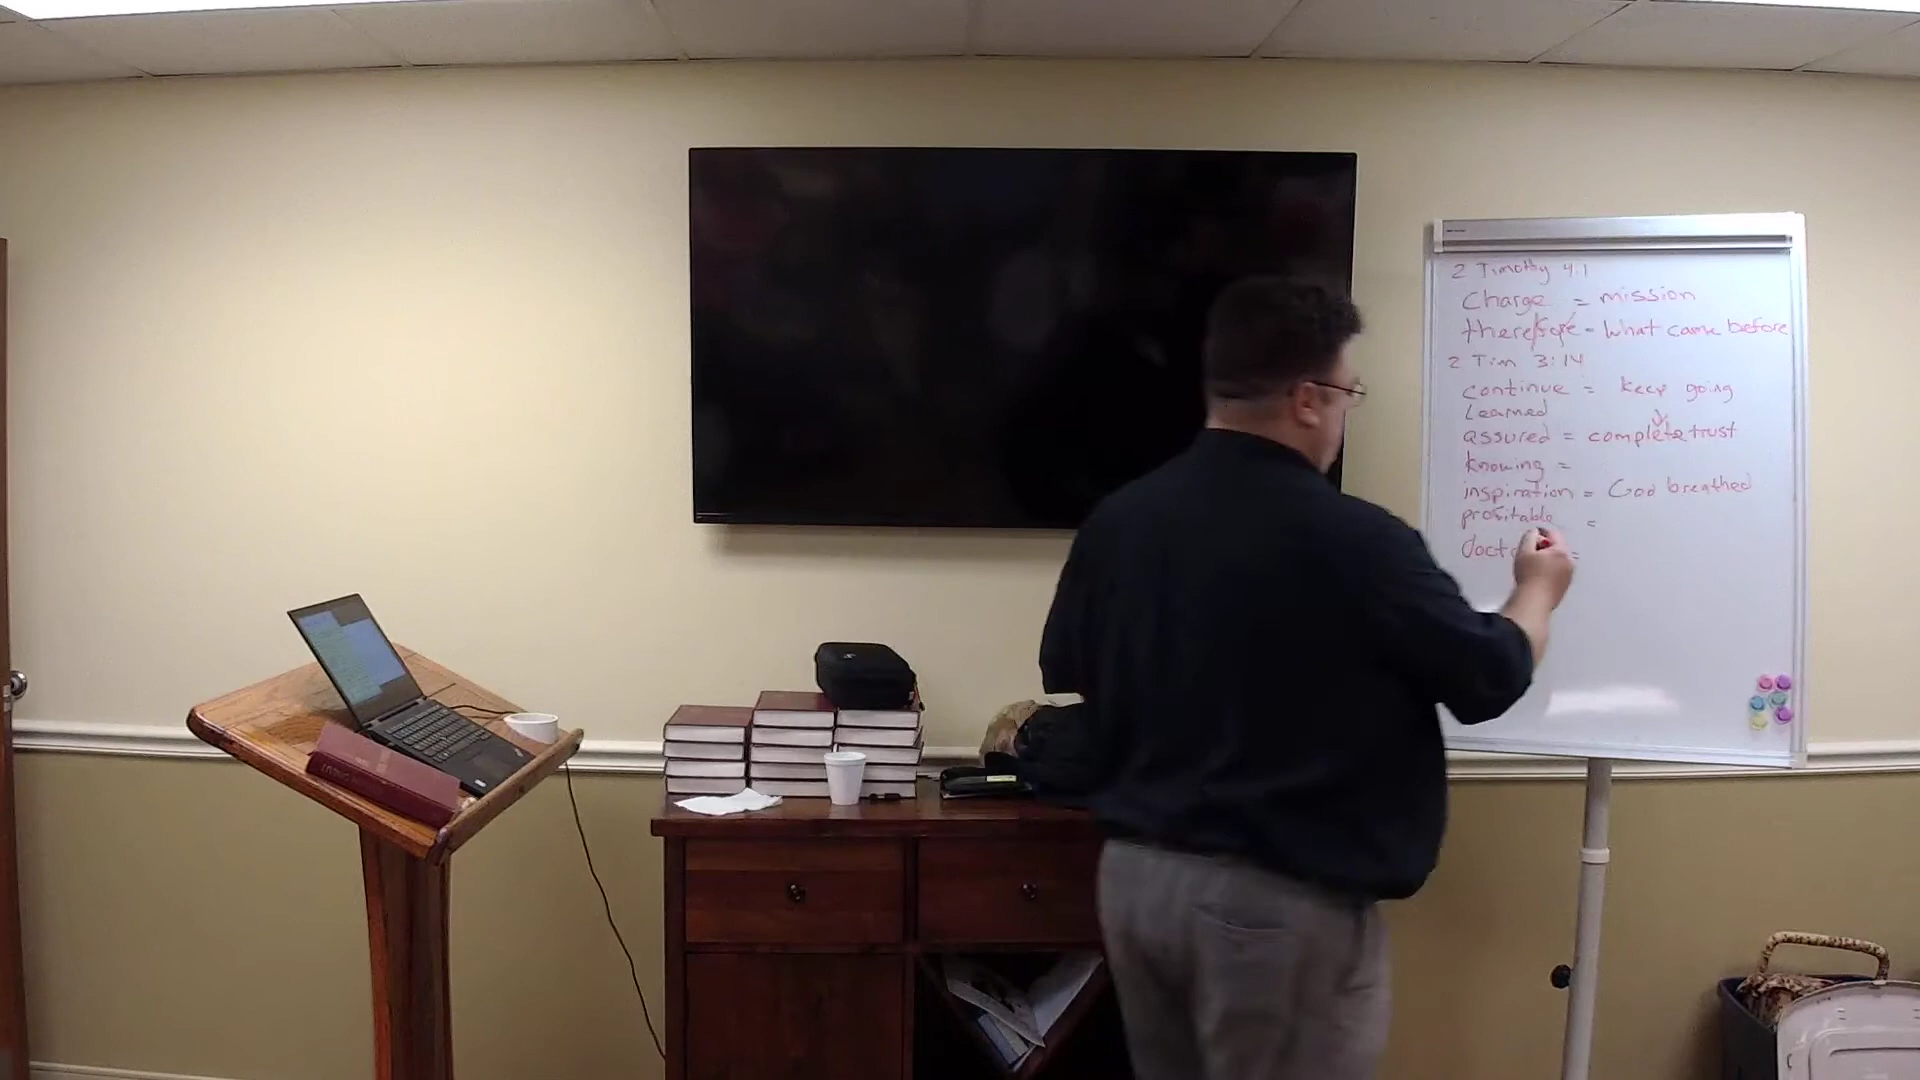 2 Timothy 4:1
Charge = mission
therefore = What came before
2 Tim 3:14
continue = keep going
Learned
assured = complete trust
knowing =
inspiration = God breathed
profitable =
=
LIVING